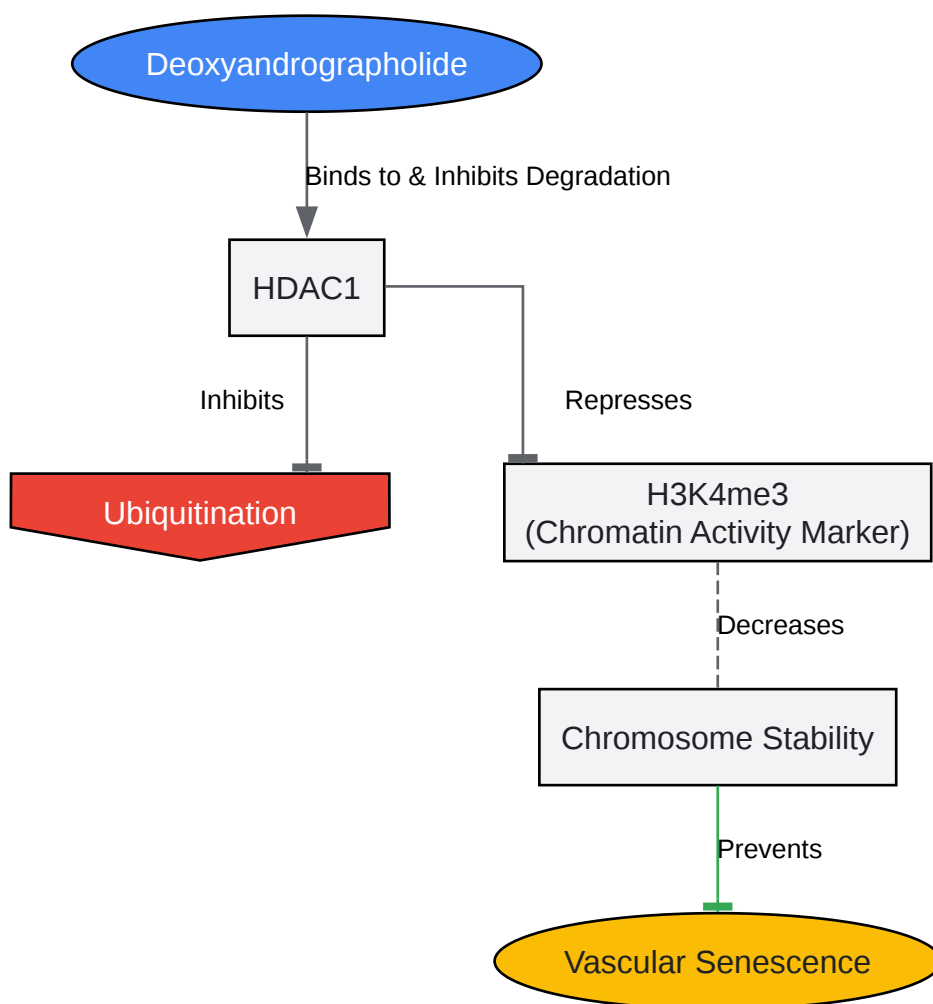 Deoxyandrographolide
Binds to & Inhibits Degradation
HDAC1
Inhibits
Represses
Ubiquitination
H3K4me3
(Chromatin Activity Marker)
Decreases
Chromosome Stability
Prevents
Vascular Senescence